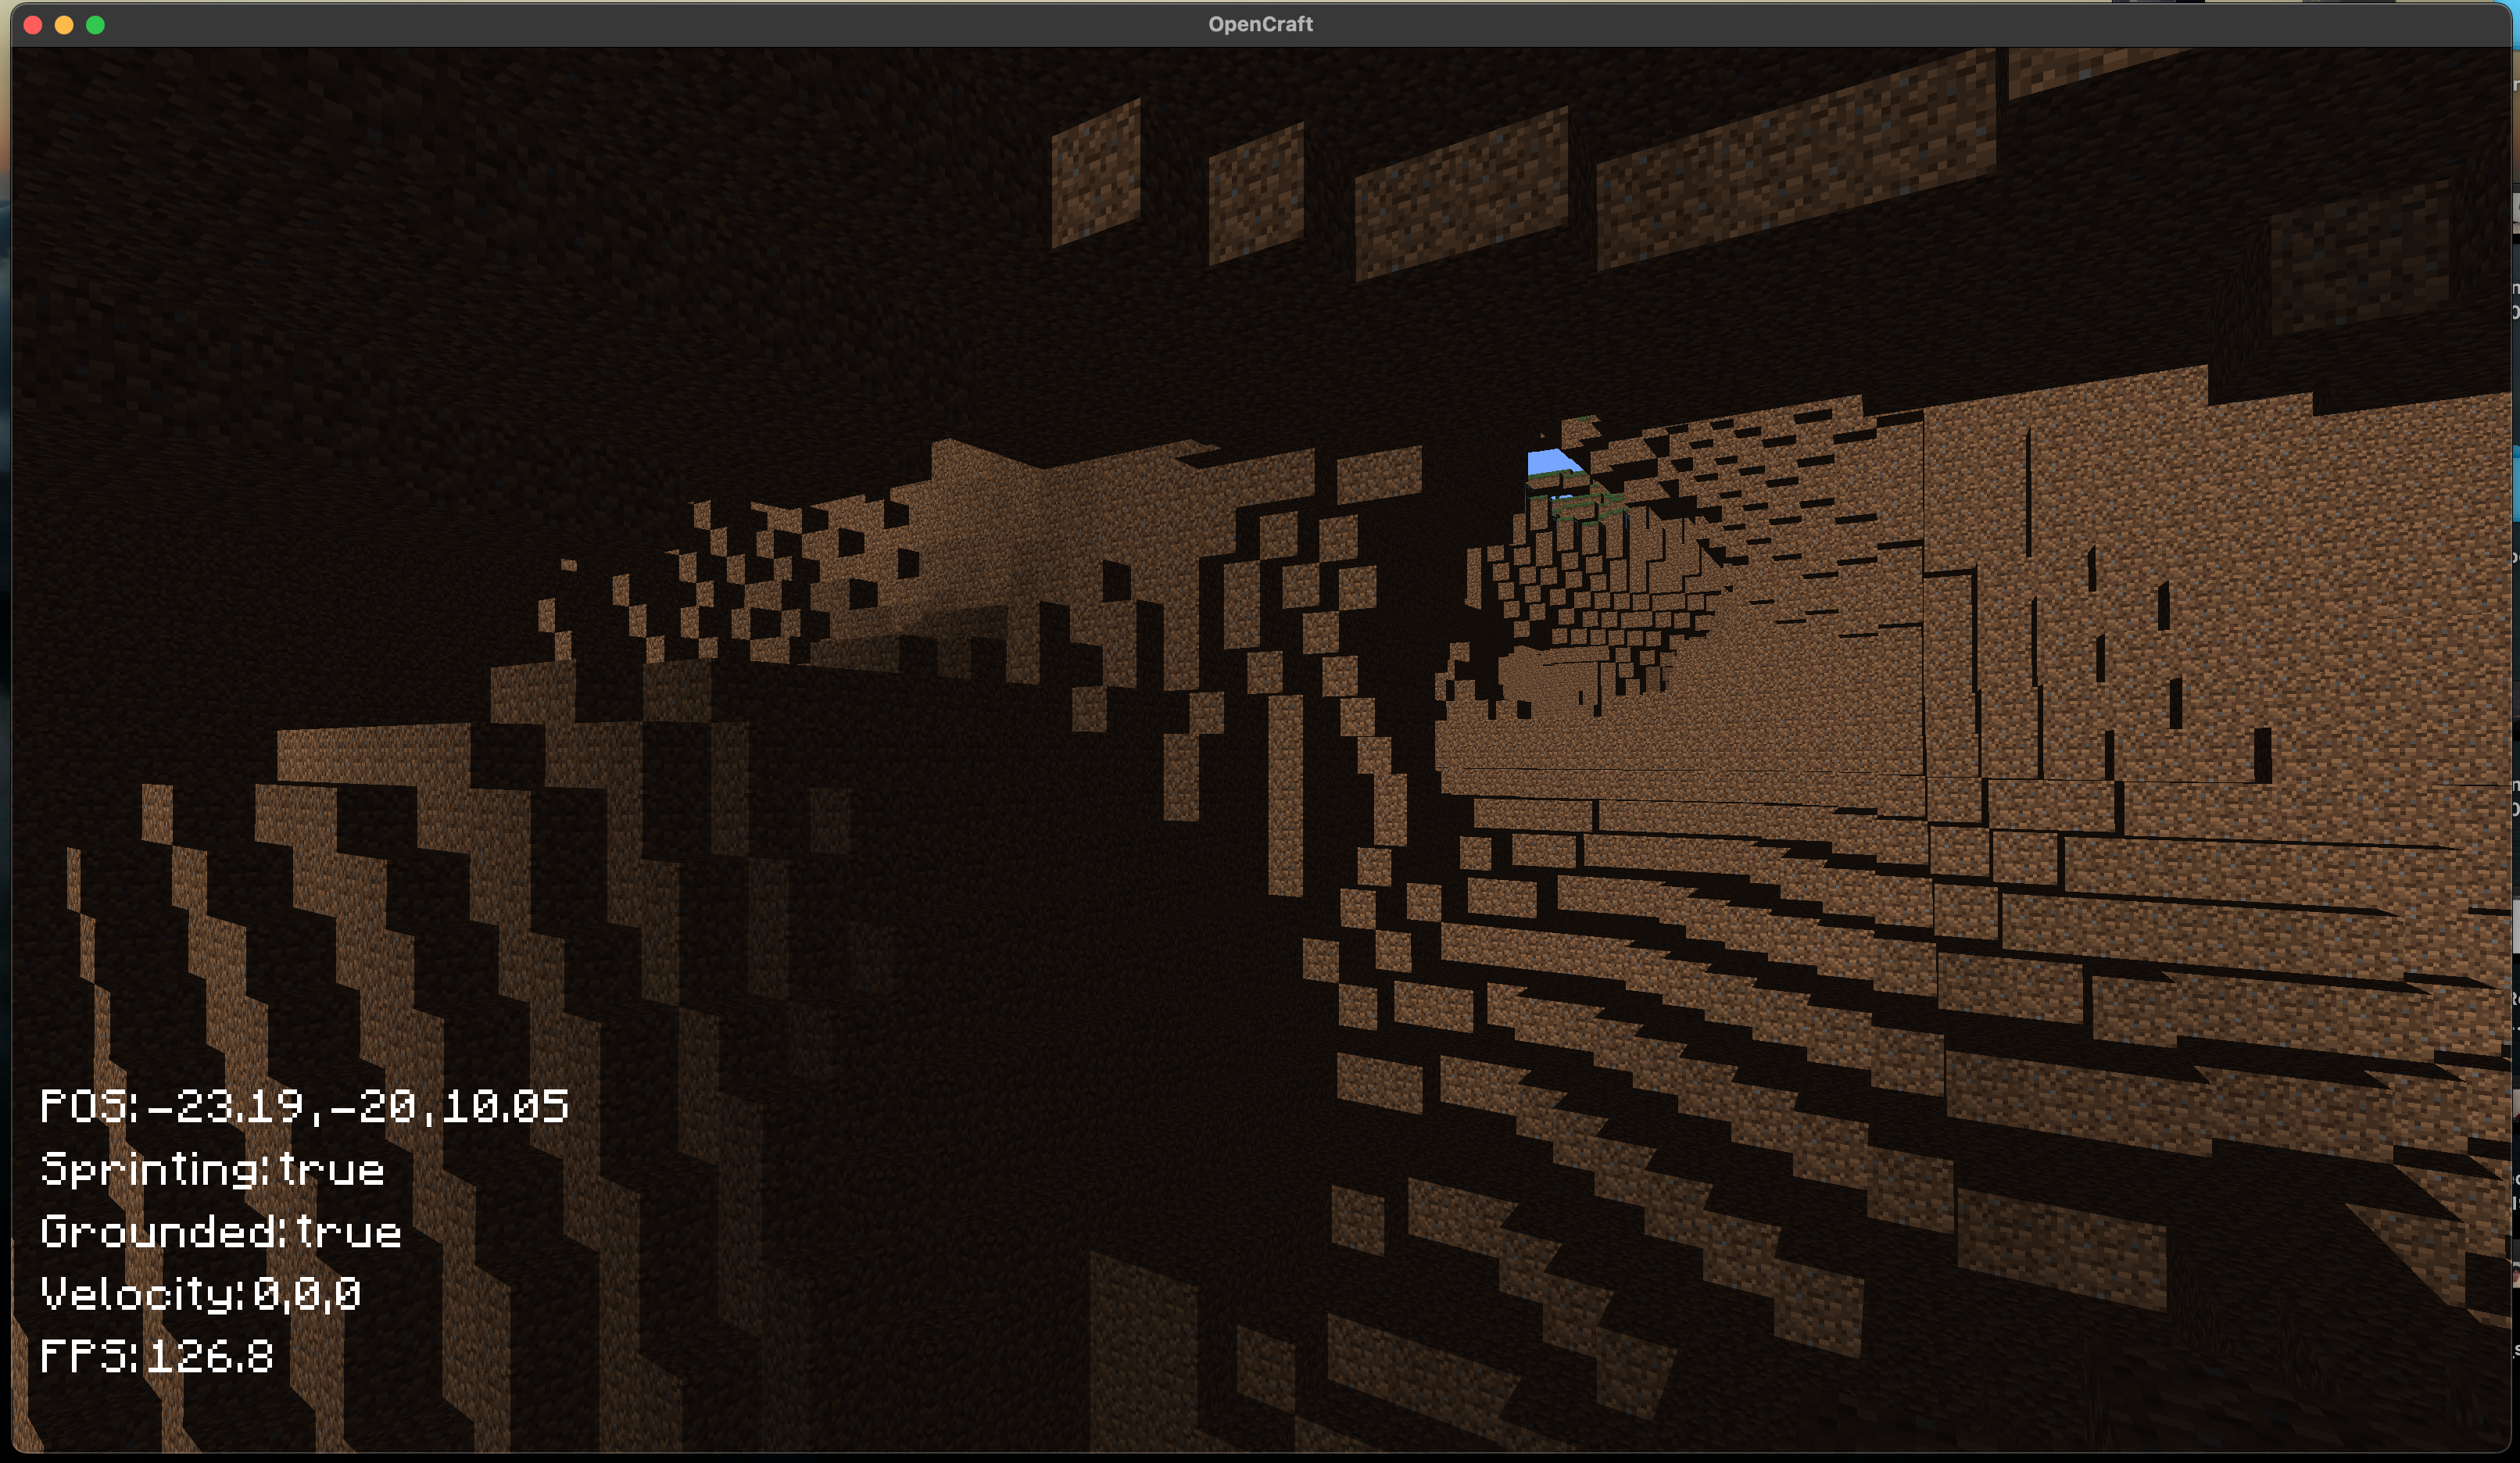 OpenCraft
POS:-23.19,-20,10.05
Sprinting:true
Grounded:true
Velocity:0,0,0
FPS:126.8